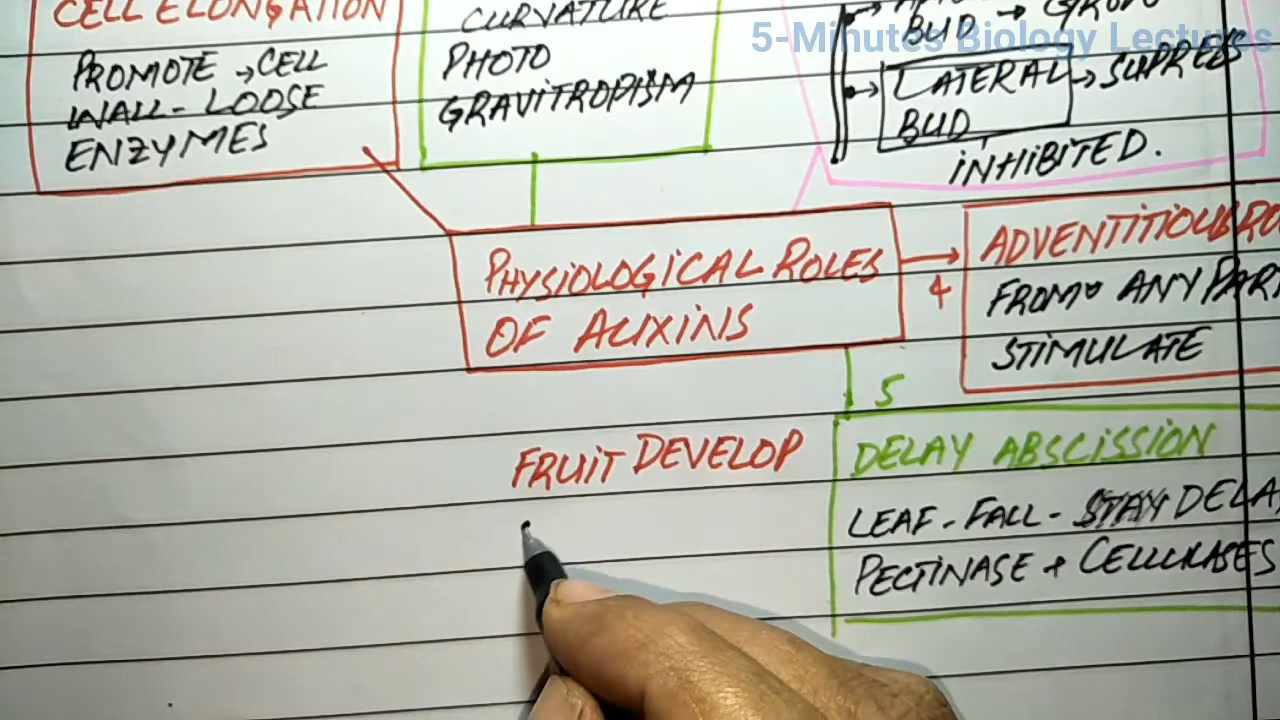 CELL ELONGATION
PROMOTE → CELL
WALL - LOOSE
ENZYMES
CURVATURE
PHOTO
GRAVITROPISM
5-Minutes Biology Lectures
BUD →
LATERAL → SUPRESS
BUD
INHIBITED.
PHYSIOLOGICAL ROLES
OF AUXINS
4
ADVENTITIOUS
FROM ANY PART
STIMULATE
5
FRUIT DEVELOP
DELAY ABSCISSION
LEAF - FALL - STAY
PECTINASE + CELLULASES